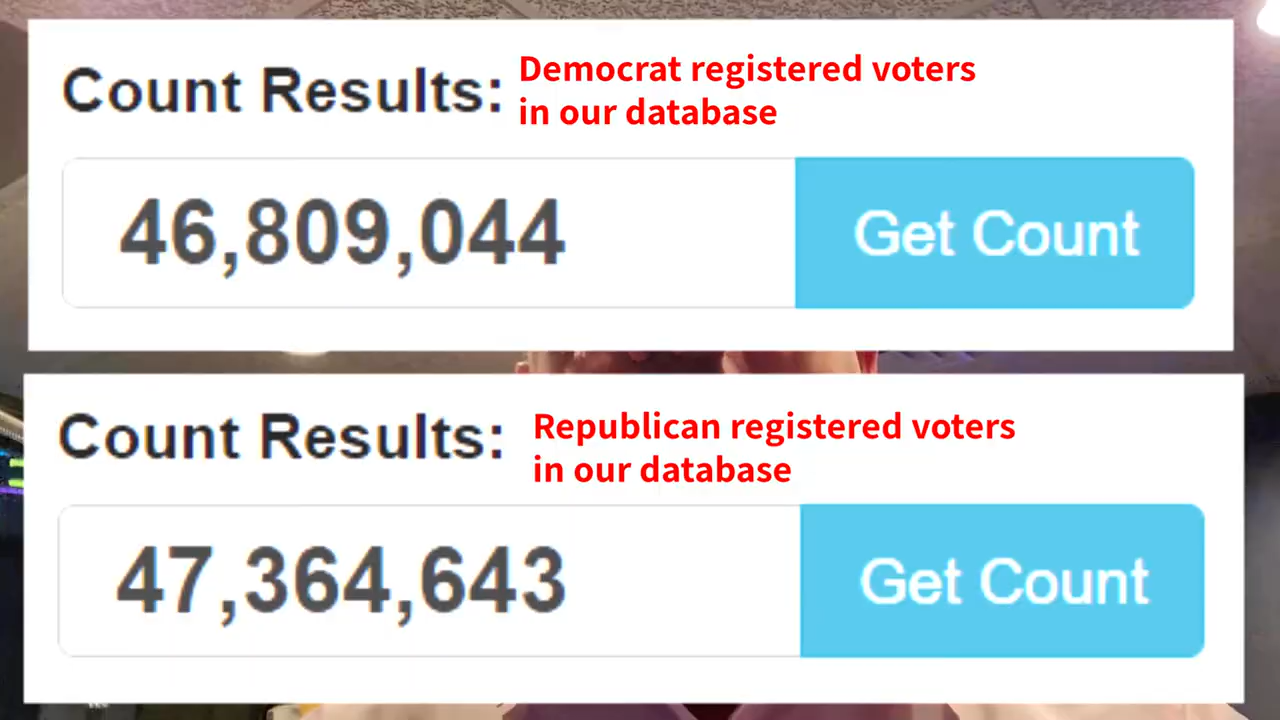 Count Results:
Democrat registered voters
in our database
46,809,044
Get Count
Count Results:
Republican registered voters
in our database
47,364,643
Get Count